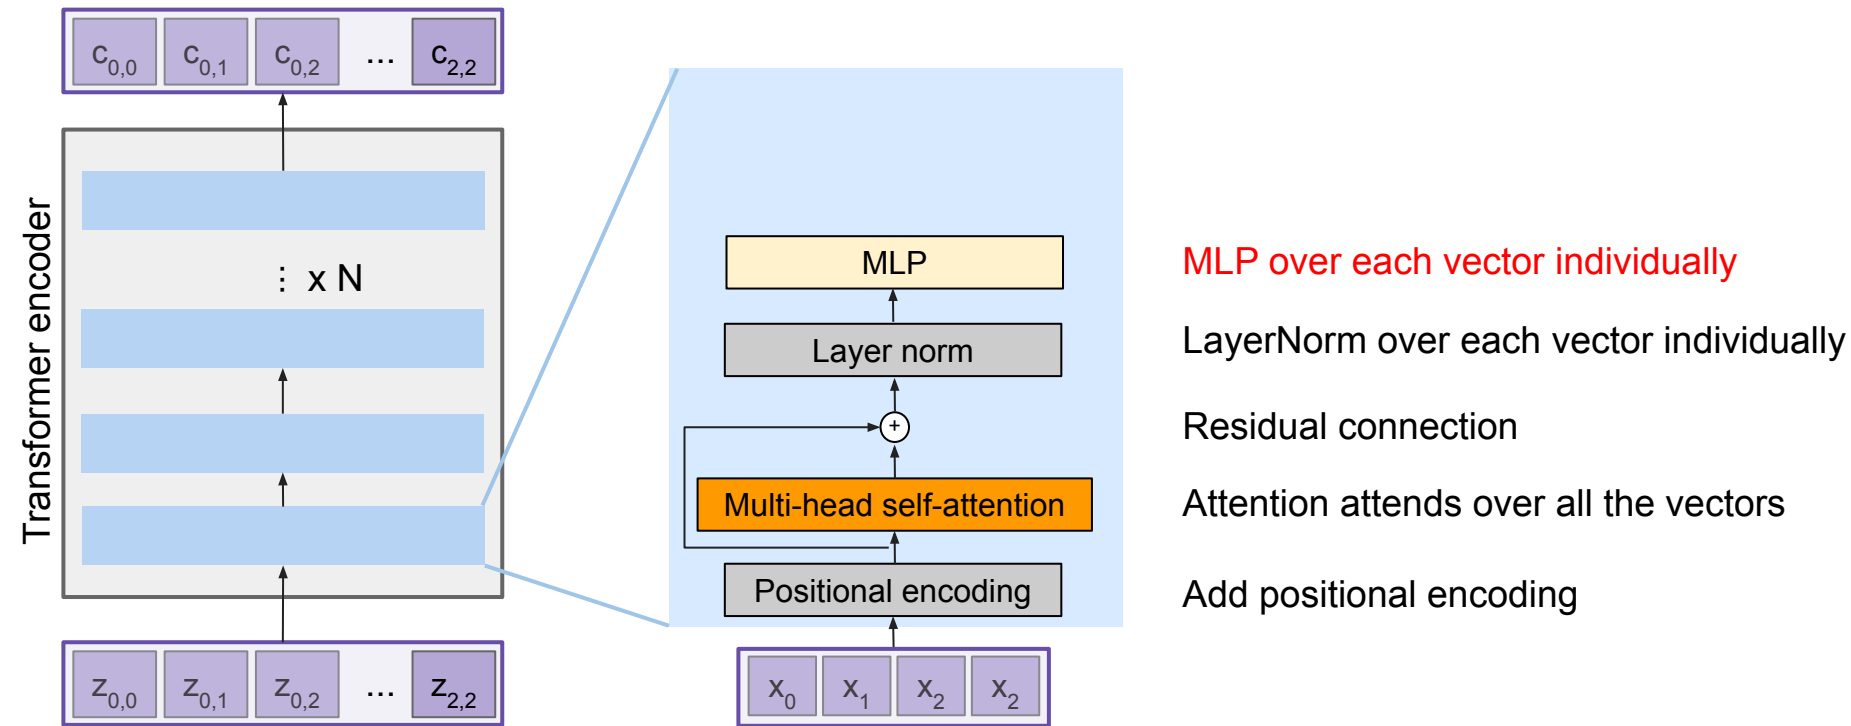 c0,0 c0,1 c0,2 ... c2,2
Transformer encoder
⋮ x N
z0,0 z0,1 z0,2 ... z2,2
MLP
Layer norm
+
Multi-head self-attention
Positional encoding
x0 x1 x2 x2
MLP over each vector individually
LayerNorm over each vector individually
Residual connection
Attention attends over all the vectors
Add positional encoding